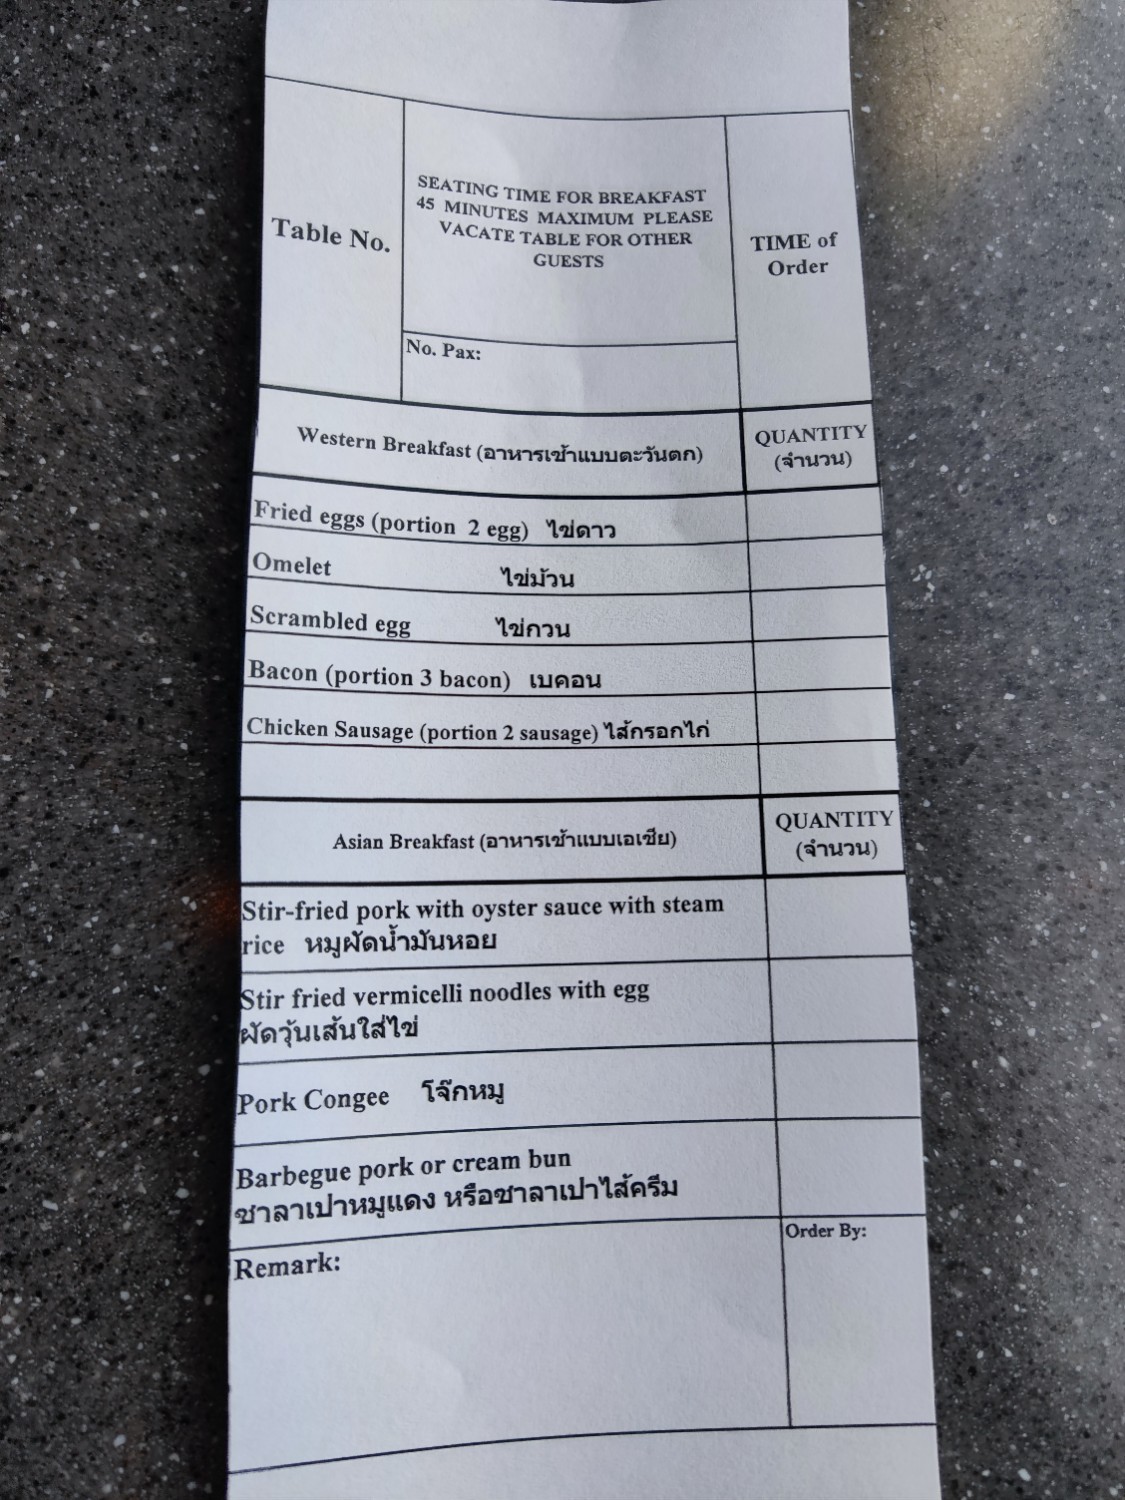 Table No.
SEATING TIME FOR BREAKFAST
45 MINUTES MAXIMUM PLEASE
VACATE TABLE FOR OTHER
GUESTS
TIME of
Order
No. Pax:
Western Breakfast (อาหารเช้าแบบตะวันตก)
QUANTITY
(จำนวน)
Fried eggs (portion 2 egg) ไข่ดาว
Omelet ไข่ม้วน
Scrambled egg ไข่กวน
Bacon (portion 3 bacon) เบคอน
Chicken Sausage (portion 2 sausage) ไส้กรอกไก่
Asian Breakfast (อาหารเช้าแบบเอเชีย)
QUANTITY
(จำนวน)
Stir-fried pork with oyster sauce with steam
rice หมูผัดน้ำมันหอย
Stir fried vermicelli noodles with egg
ผัดวุ้นเส้นใส่ไข่
Pork Congee โจ๊กหมู
Barbegue pork or cream bun
ซาลาเปาหมูแดง หรือซาลาเปาไส้ครีม
Remark:
Order By: